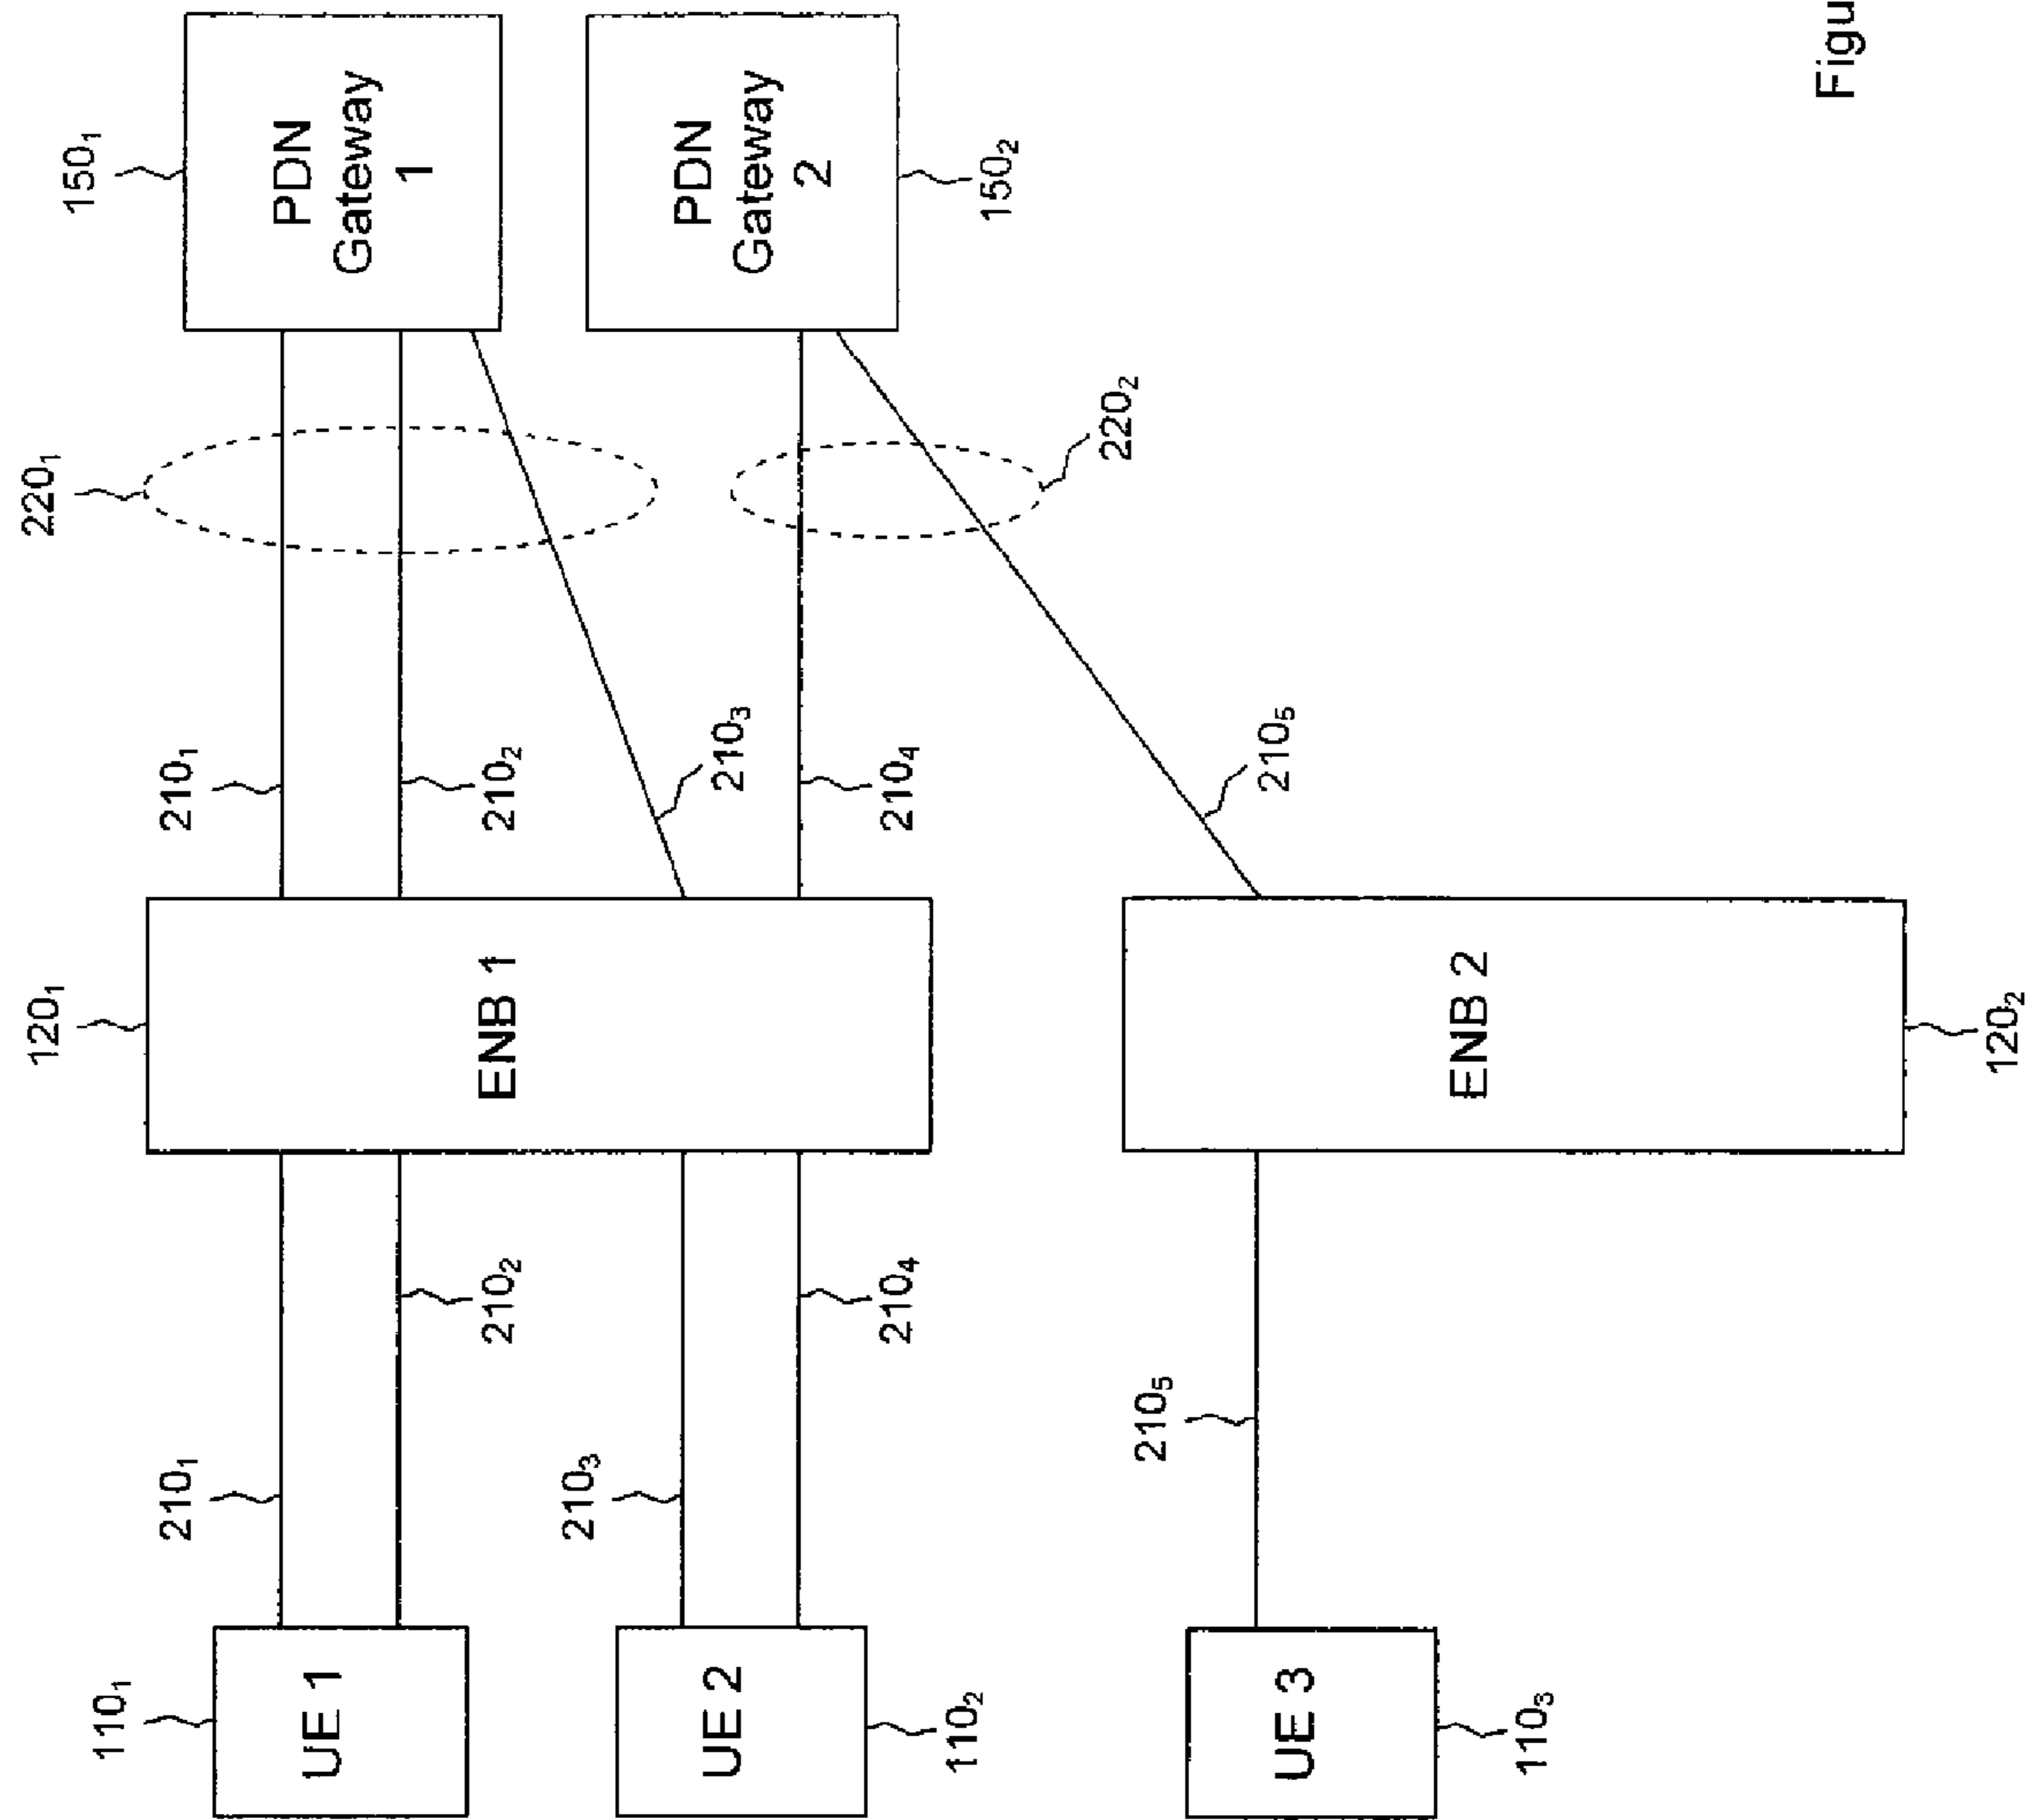 120₁
220₁
110₁
150₁
210₁
210₁
UE 1
PDN
Gateway
1
210₂
ENB 1
210₂
210₃
UE 2
210₃
PDN
Gateway
2
210₄
210₄
110₂
150₂
220₂
210₅
210₅
UE 3
ENB 2
110₃
Figu
120₂